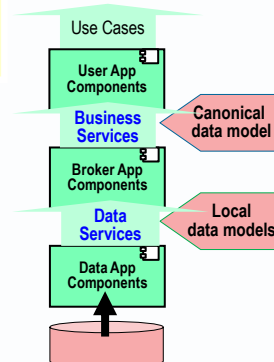 Use Cases
User App
Components
Business
Services
Canonical
data model
Broker App
Components
Data
Services
Local
data models
Data App
Components